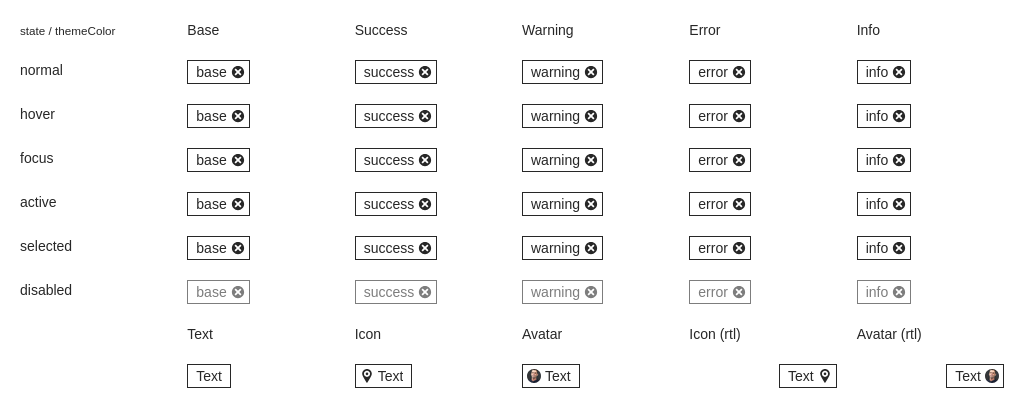 state / themeColor Base Success Warning Error Info
normal base success warning error info
hover base success warning error info
focus base success warning error info
active base success warning error info
selected base success warning error info
disabled base success warning error info
Text Icon Avatar Icon (rtl) Avatar (rtl)
Text Text Text Text Text